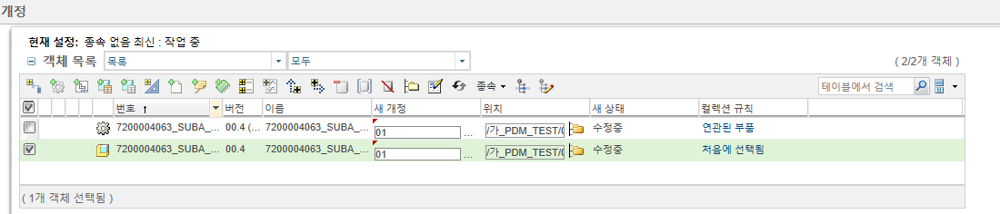 개정
현재 설정: 종속 없음 최신 : 작업 중
객체 목록 목록 모두 ( 2/2개 객체 )
종속 테이블에서 검색
번호 버전 이름 새 개정 위치 새 상태 컬렉션 규칙
7200004063_SUBA_... 00.4 (... 7200004063_SUBA_... 01 ... /가_PDM_TEST/0 수정중 연관된 부품
7200004063_SUBA_... 00.4 7200004063_SUBA_... 01 ... /가_PDM_TEST/0 수정중 처음에 선택됨
( 1개 객체 선택됨 )